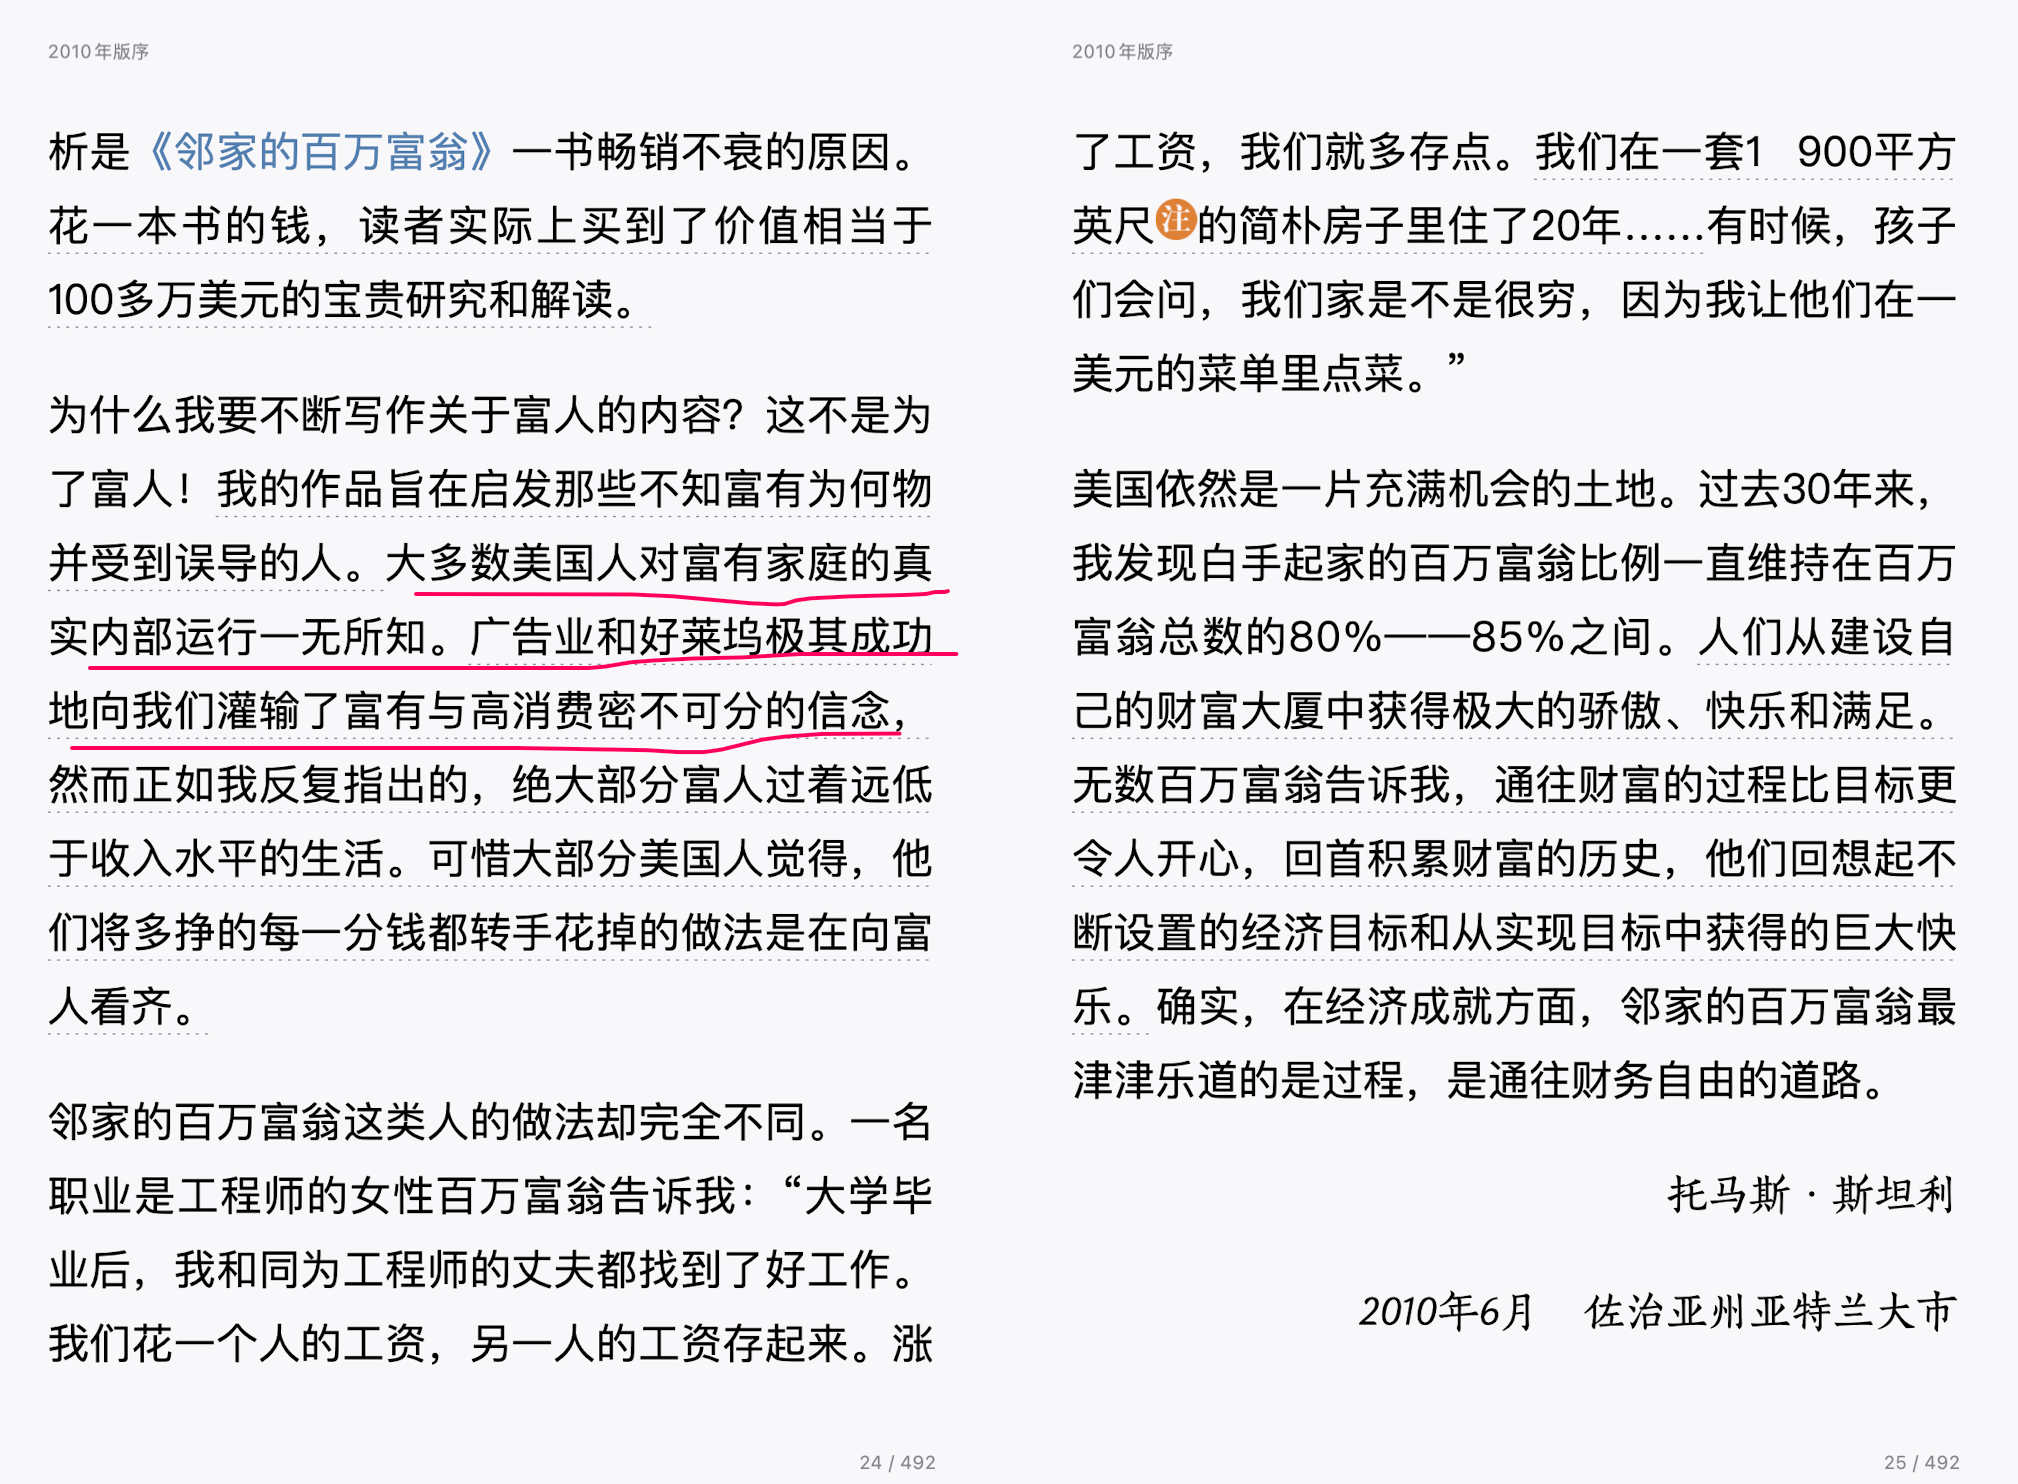 2010年版序
析是《邻家的百万富翁》一书畅销不衰的原因。
花一本书的钱，读者实际上买到了价值相当于
100多万美元的宝贵研究和解读。
为什么我要不断写作关于富人的内容？这不是为
了富人！我的作品旨在启发那些不知富有为何物
并受到误导的人。大多数美国人对富有家庭的真
实内部运行一无所知。广告业和好莱坞极其成功
地向我们灌输了富有与高消费密不可分的信念，
然而正如我反复指出的，绝大部分富人过着远低
于收入水平的生活。可惜大部分美国人觉得，他
们将多挣的每一分钱都转手花掉的做法是在向富
人看齐。
邻家的百万富翁这类人的做法却完全不同。一名
职业是工程师的女性百万富翁告诉我：“大学毕
业后，我和同为工程师的丈夫都找到了好工作。
我们花一个人的工资，另一人的工资存起来。涨
24 / 492
2010年版序
了工资，我们就多存点。我们在一套1 900平方
英尺注的简朴房子里住了20年……有时候，孩子
们会问，我们家是不是很穷，因为我让他们在一
美元的菜单里点菜。”
美国依然是一片充满机会的土地。过去30年来，
我发现白手起家的百万富翁比例一直维持在百万
富翁总数的80%——85%之间。人们从建设自
己的财富大厦中获得极大的骄傲、快乐和满足。
无数百万富翁告诉我，通往财富的过程比目标更
令人开心，回首积累财富的历史，他们回想起不
断设置的经济目标和从实现目标中获得的巨大快
乐。确实，在经济成就方面，邻家的百万富翁最
津津乐道的是过程，是通往财务自由的道路。
托马斯·斯坦利
2010年6月　佐治亚州亚特兰大市
25 / 492